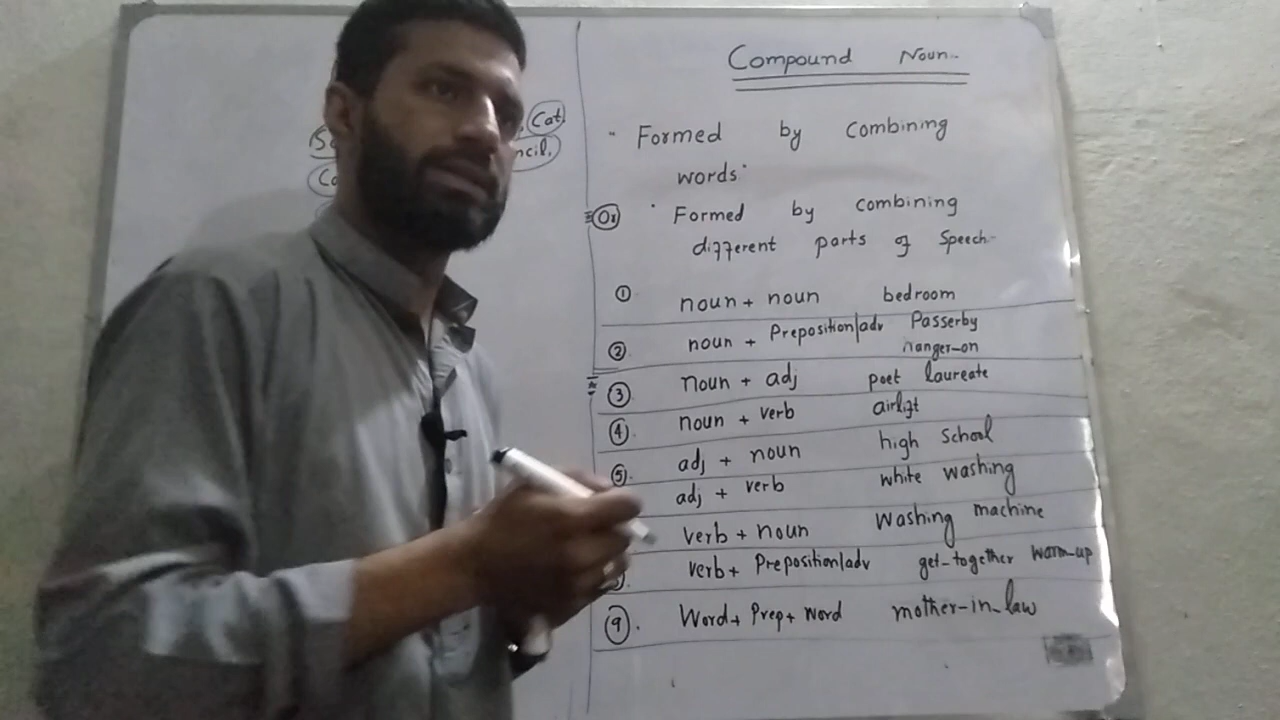 Cat.
ncil.
Compound Noun
" Formed by combining
words "
Or " Formed by combining
different parts of Speech
1 noun + noun bedroom
2 noun + Preposition/adv Passerby
hanger-on
3 noun + adj poet laureate
4 noun + verb airlift
5. adj + noun high School
adj + verb white washing
verb + noun Washing machine
verb + Preposition/adv get-together warm-up
9. Word + Prep + Word mother-in-law